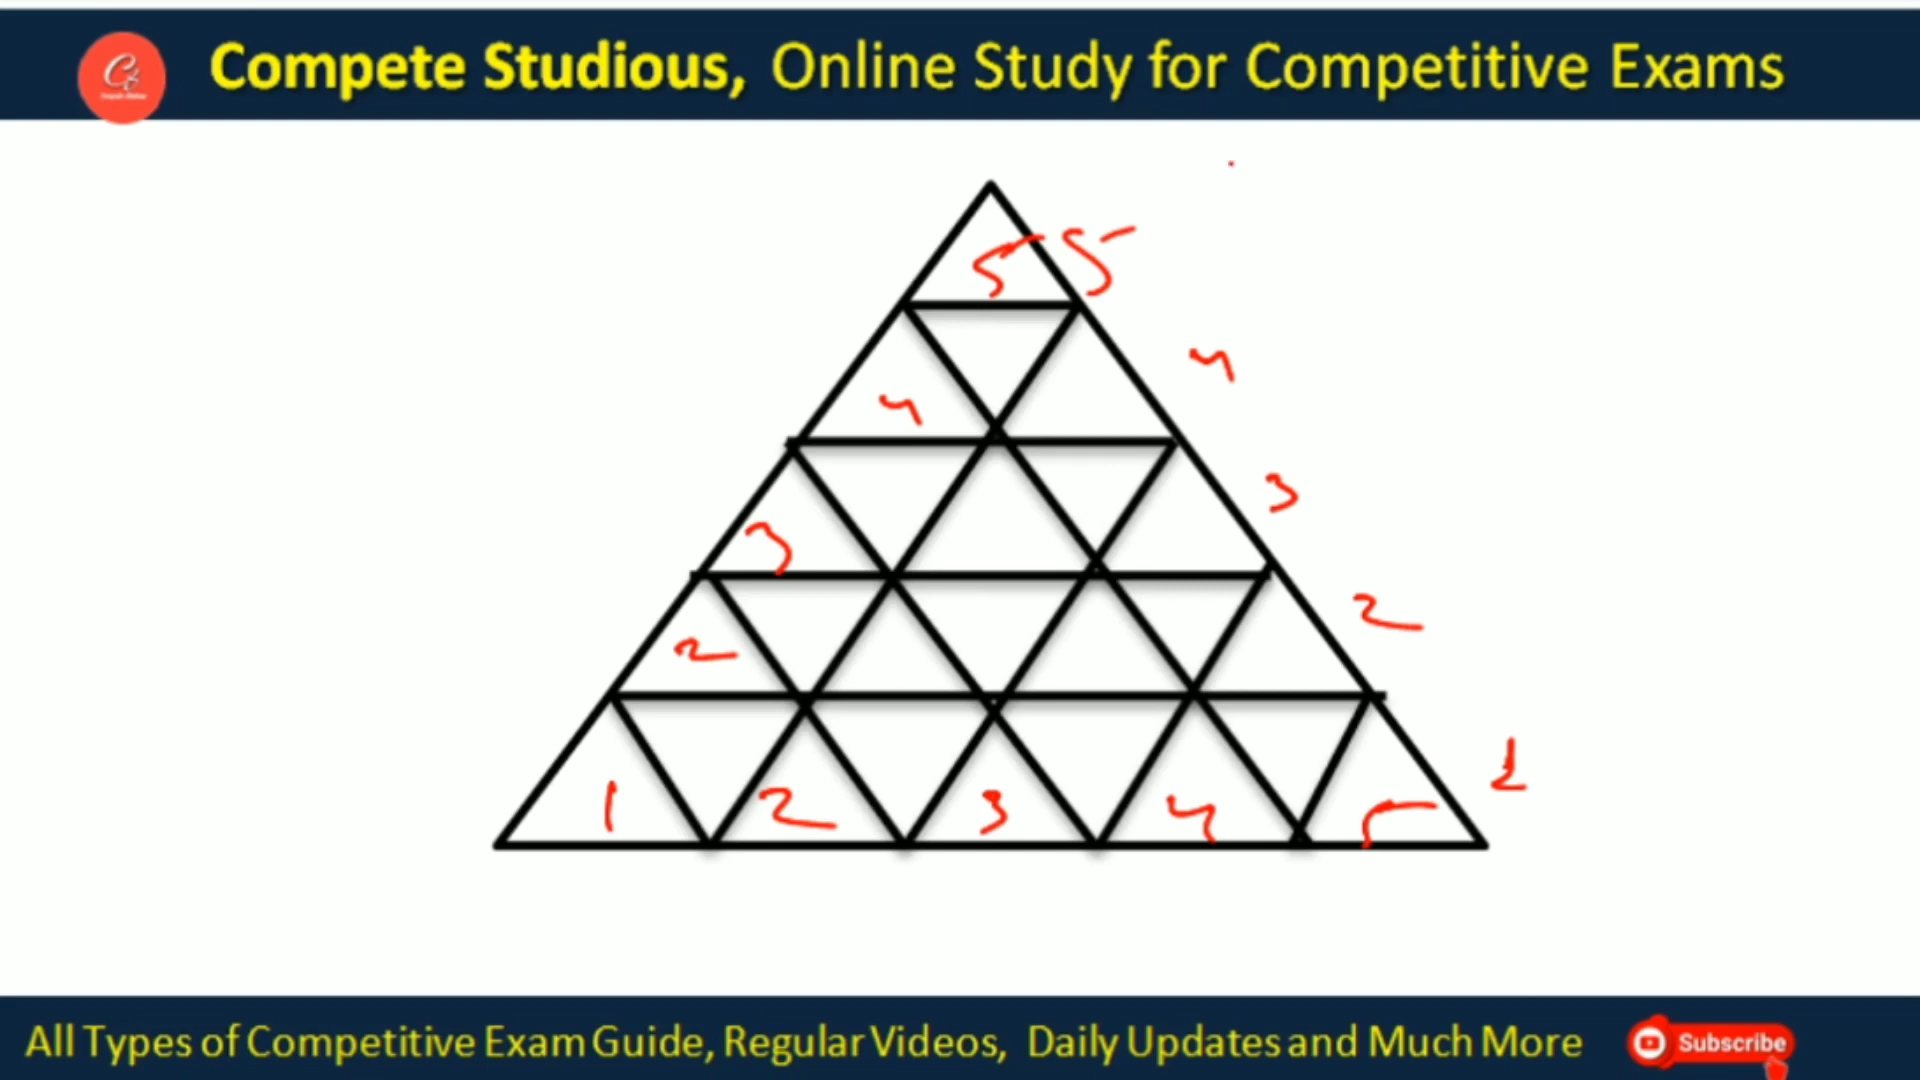 Compete Studious, Online Study for Competitive Exams
5 5
4 4
3 3
2 2
1 2 3 4 5 1
All Types of Competitive Exam Guide, Regular Videos, Daily Updates and Much More
Subscribe